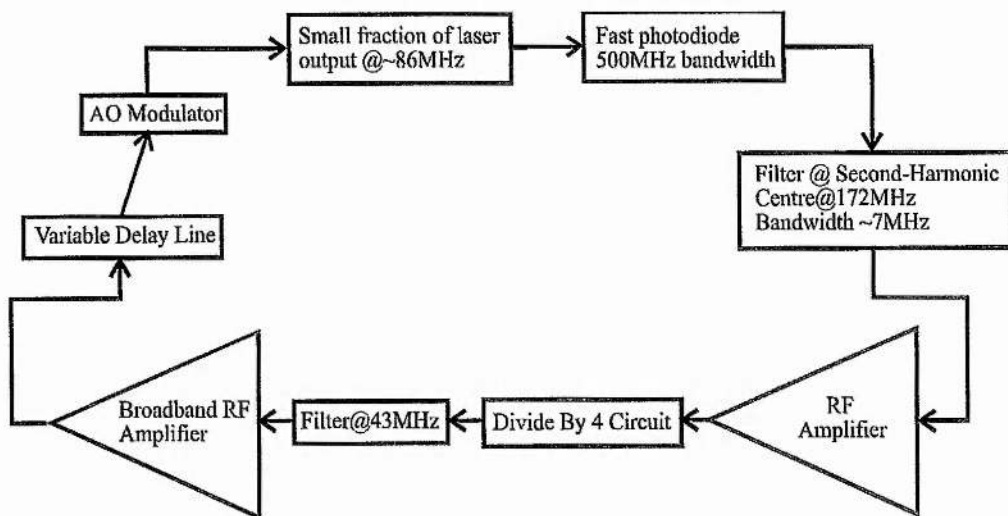 Small fraction of laser
output @~86MHz
Fast photodiode
500MHz bandwidth
AO Modulator
Filter @ Second-Harmonic
Centre@172MHz
Bandwidth ~7MHz
Variable Delay Line
Broadband RF
Amplifier
Filter@43MHz
Divide By 4 Circuit
RF
Amplifier